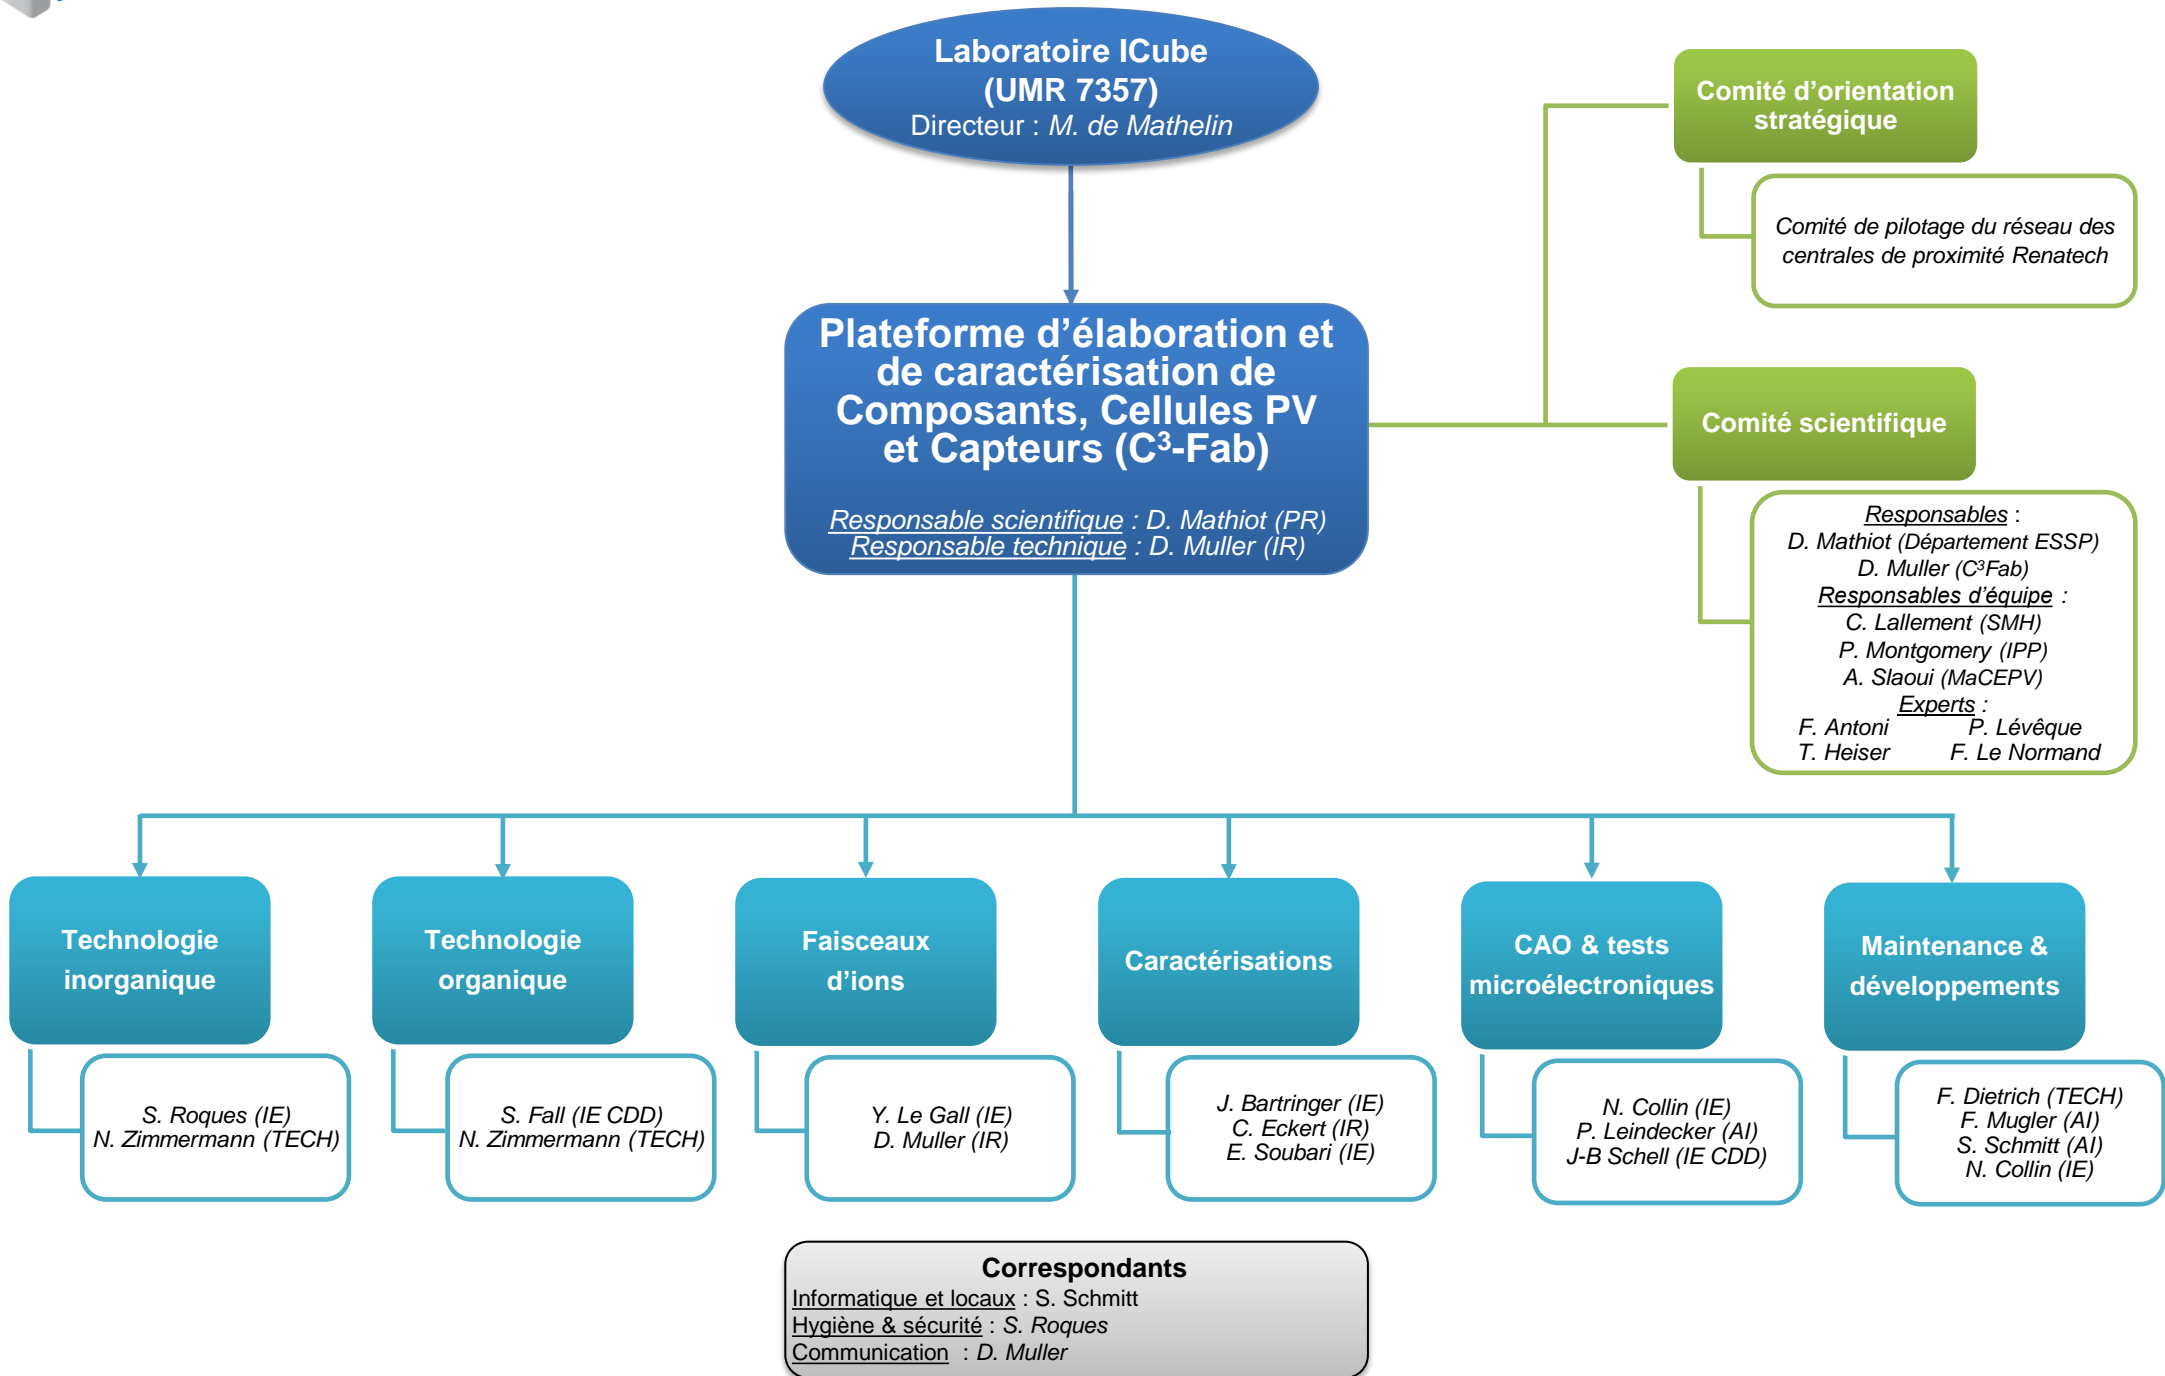 Laboratoire ICube
(UMR 7357)
Directeur : M. de Mathelin
Comité d’orientation
stratégique
Comité de pilotage du réseau des
centrales de proximité Renatech
Plateforme d’élaboration et
de caractérisation de
Composants, Cellules PV
et Capteurs (C³-Fab)
Responsable scientifique : D. Mathiot (PR)
Responsable technique : D. Muller (IR)
Comité scientifique
Responsables :
D. Mathiot (Département ESSP)
D. Muller (C³Fab)
Responsables d’équipe :
C. Lallement (SMH)
P. Montgomery (IPP)
A. Slaoui (MaCEPV)
Experts :
F. Antoni P. Lévêque
T. Heiser F. Le Normand
Technologie
inorganique
S. Roques (IE)
N. Zimmermann (TECH)
Technologie
organique
S. Fall (IE CDD)
N. Zimmermann (TECH)
Faisceaux
d’ions
Y. Le Gall (IE)
D. Muller (IR)
Caractérisations
J. Bartringer (IE)
C. Eckert (IR)
E. Soubari (IE)
CAO & tests
microélectroniques
N. Collin (IE)
P. Leindecker (AI)
J-B Schell (IE CDD)
Maintenance &
développements
F. Dietrich (TECH)
F. Mugler (AI)
S. Schmitt (AI)
N. Collin (IE)
Correspondants
Informatique et locaux : S. Schmitt
Hygiène & sécurité : S. Roques
Communication : D. Muller